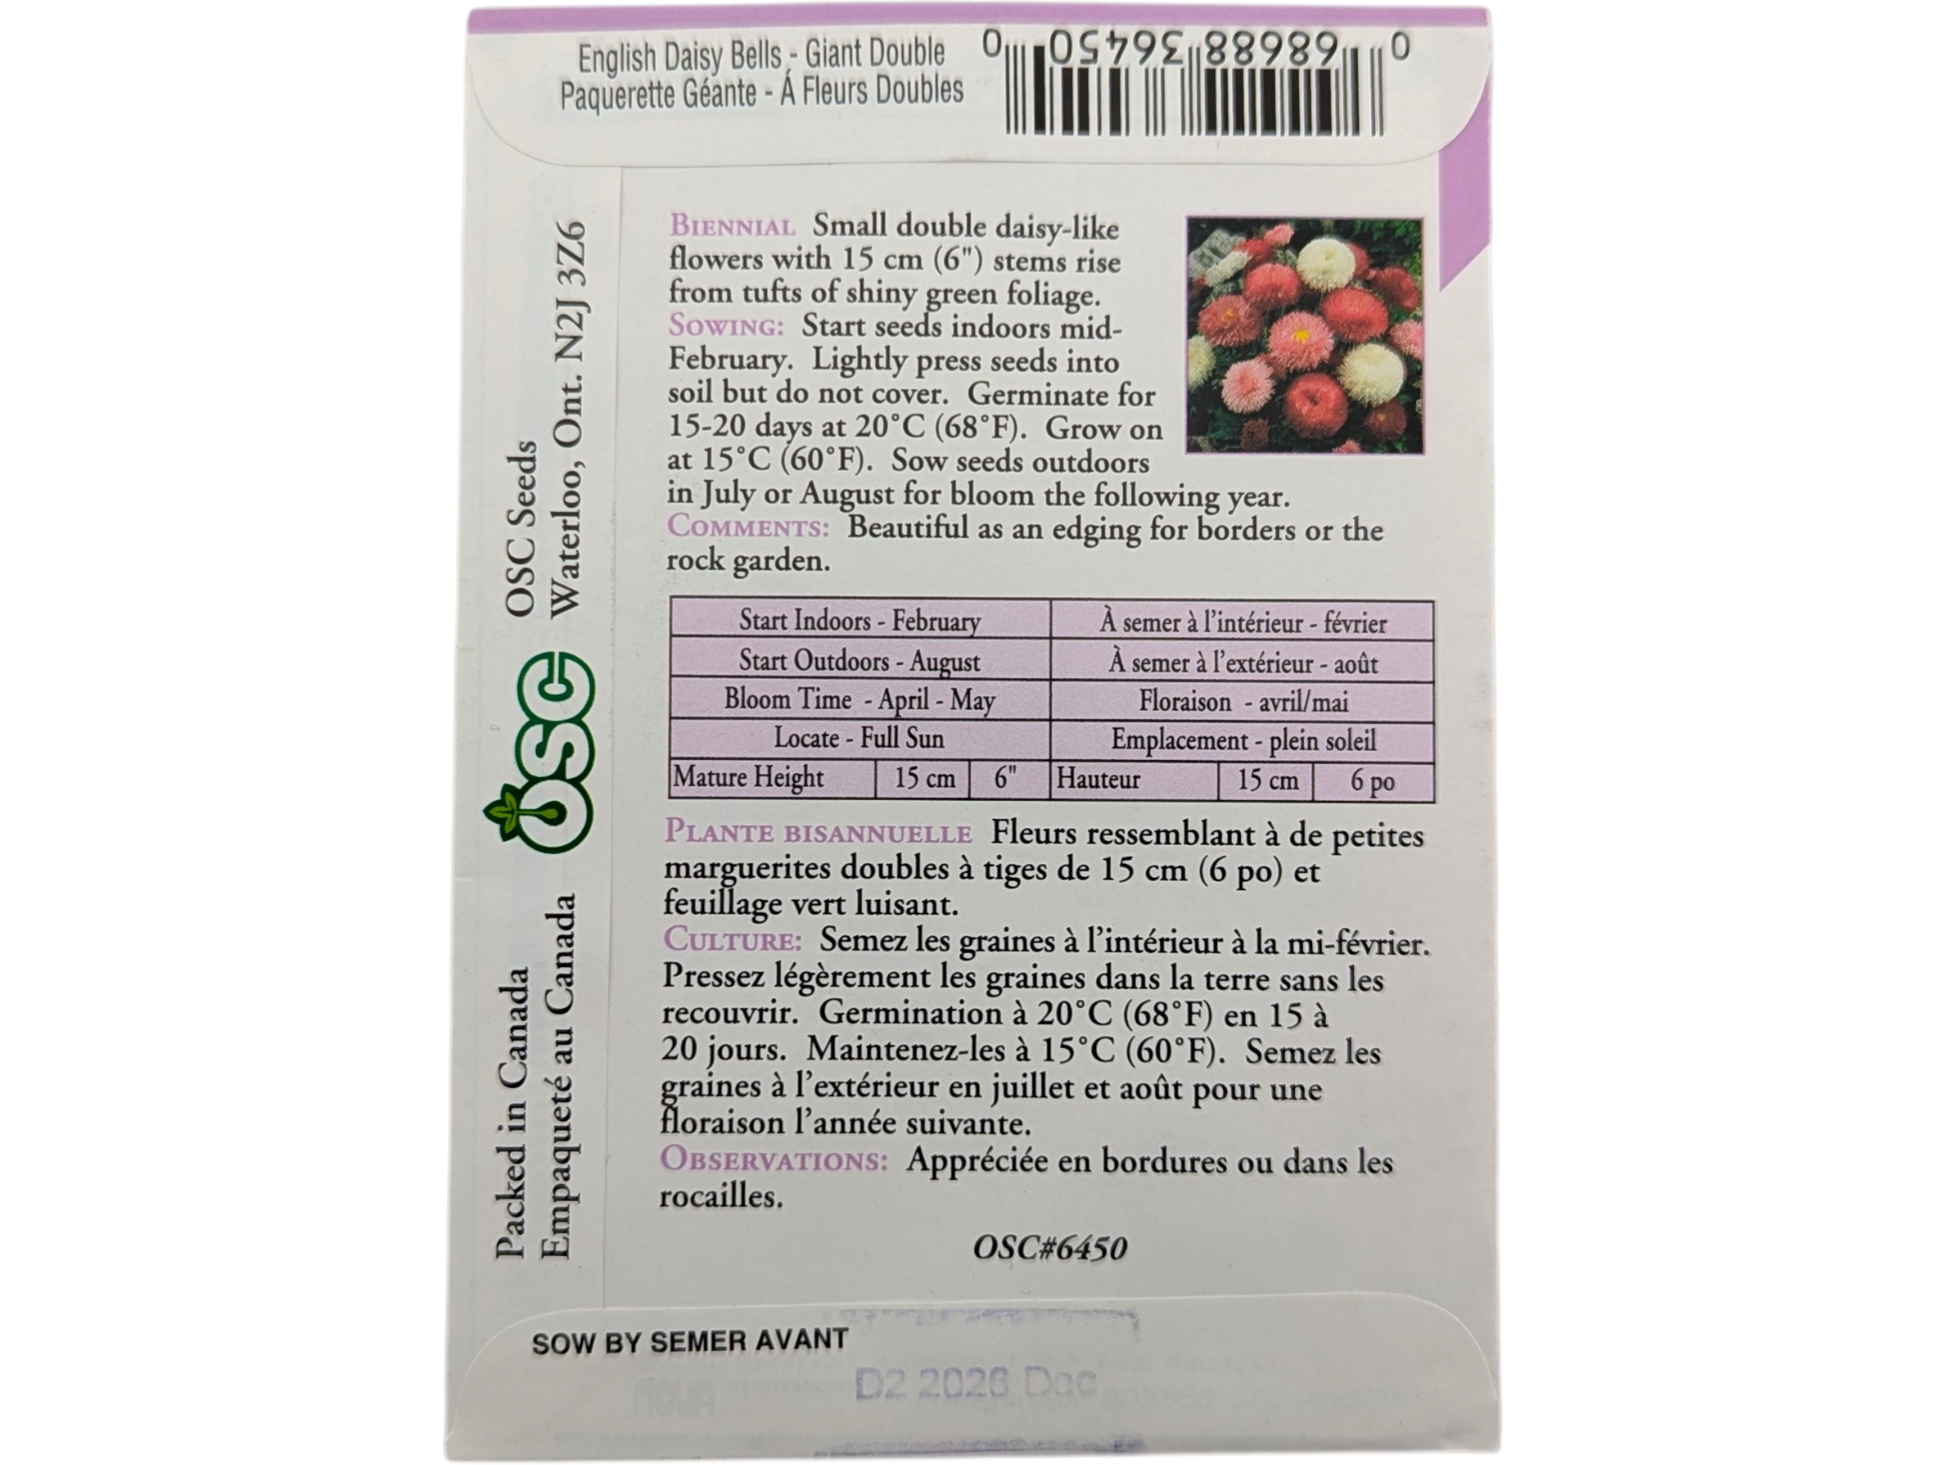 English Daisy Bells - Giant Double
Paquerette Géante - Á Fleurs Doubles
0 68688 36450 0
OSC Seeds
Waterloo, Ont. N2J 3Z6
OSC
Packed in Canada
Empaqueté au Canada
BIENNIAL Small double daisy-like
flowers with 15 cm (6") stems rise
from tufts of shiny green foliage.
SOWING: Start seeds indoors mid-
February. Lightly press seeds into
soil but do not cover. Germinate for
15-20 days at 20°C (68°F). Grow on
at 15°C (60°F). Sow seeds outdoors
in July or August for bloom the following year.
COMMENTS: Beautiful as an edging for borders or the
rock garden.
Start Indoors - February À semer à l'intérieur - février
Start Outdoors - August À semer à l'extérieur - août
Bloom Time - April - May Floraison - avril/mai
Locate - Full Sun Emplacement - plein soleil
Mature Height 15 cm 6" Hauteur 15 cm 6 po
PLANTE BISANNUELLE Fleurs ressemblant à de petites
marguerites doubles à tiges de 15 cm (6 po) et
feuillage vert luisant.
CULTURE: Semez les graines à l'intérieur à la mi-février.
Pressez légèrement les graines dans la terre sans les
recouvrir. Germination à 20°C (68°F) en 15 à
20 jours. Maintenez-les à 15°C (60°F). Semez les
graines à l'extérieur en juillet et août pour une
floraison l'année suivante.
OBSERVATIONS: Appréciée en bordures ou dans les
rocailles.
OSC#6450
SOW BY SEMER AVANT
D2 2026 Dec